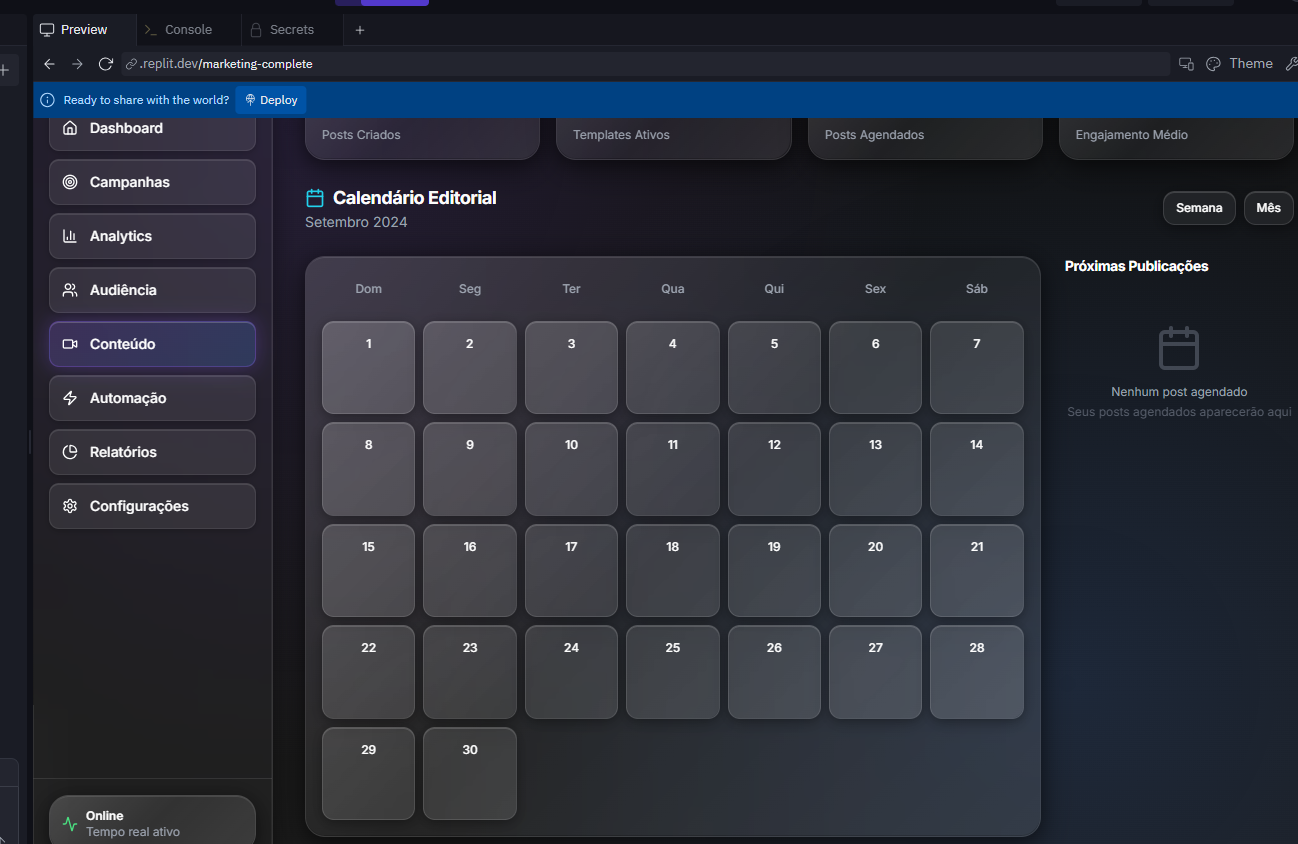 Preview
Console
Secrets
.replit.dev/marketing-complete
Theme
Ready to share with the world?
Deploy
Dashboard
Campanhas
Analytics
Audiência
Conteúdo
Automação
Relatórios
Configurações
Online
Tempo real ativo
Posts Criados
Templates Ativos
Posts Agendados
Engajamento Médio
Calendário Editorial
Setembro 2024
Semana
Mês
Dom Seg Ter Qua Qui Sex Sáb
1 2 3 4 5 6 7
8 9 10 11 12 13 14
15 16 17 18 19 20 21
22 23 24 25 26 27 28
29 30
Próximas Publicações
Nenhum post agendado
Seus posts agendados aparecerão aqui